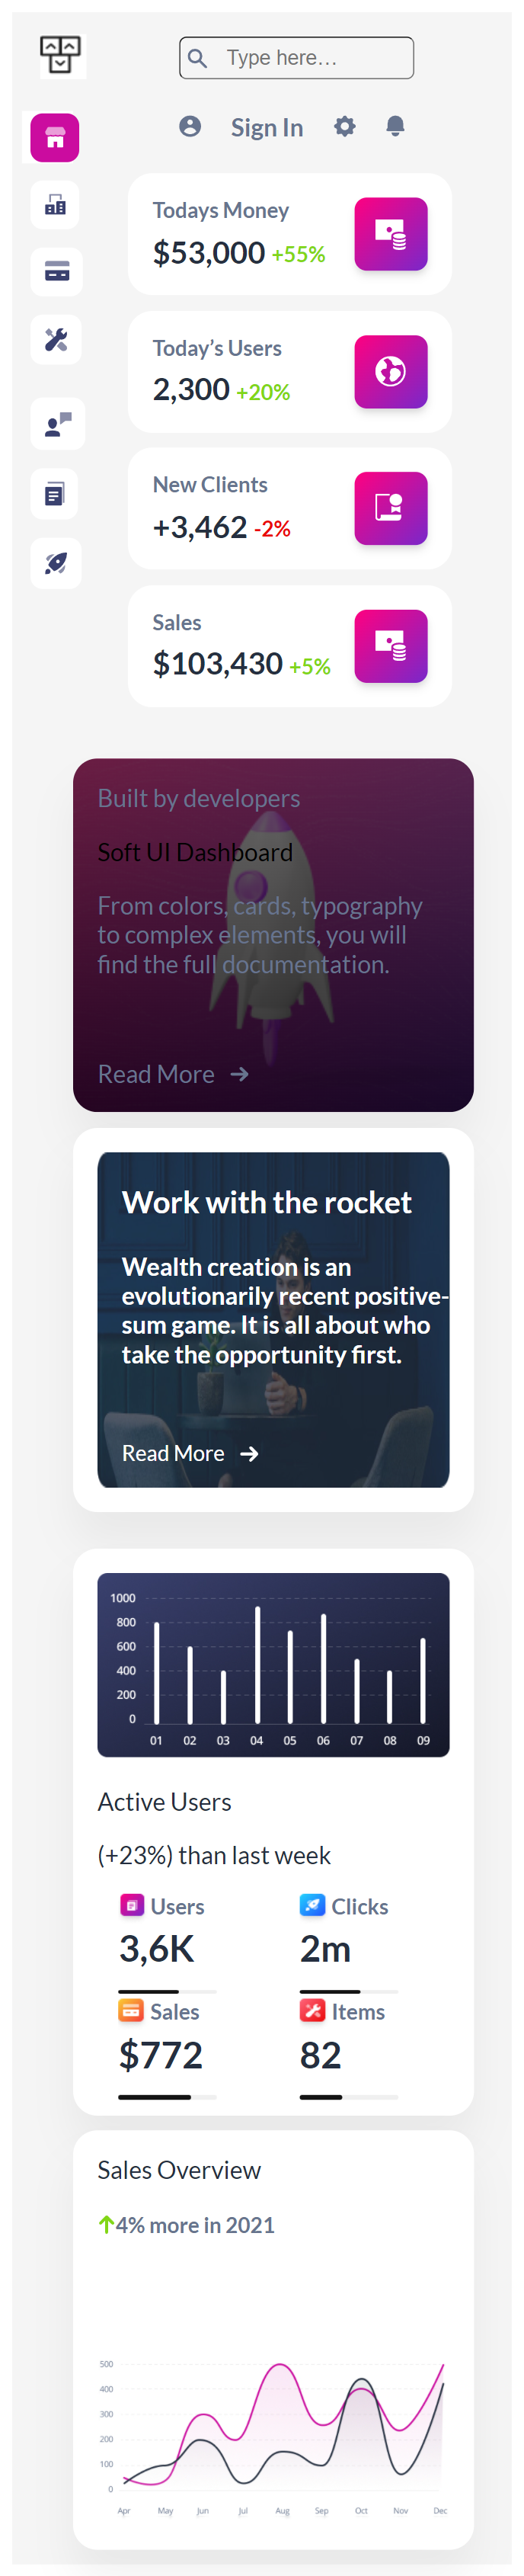 Type here...
Sign In
Todays Money
$53,000 +55%
Today’s Users
2,300 +20%
New Clients
+3,462 -2%
Sales
$103,430 +5%
Built by developers
Soft UI Dashboard
From colors, cards, typography
to complex elements, you will
find the full documentation.
Read More
Work with the rocket
Wealth creation is an
evolutionarily recent positive-
sum game. It is all about who
take the opportunity first.
Read More
1000
800
600
400
200
0
01 02 03 04 05 06 07 08 09
Active Users
(+23%) than last week
Users Clicks
3,6K 2m
Sales Items
$772 82
Sales Overview
4% more in 2021
500
400
300
200
100
0
Apr May Jun Jul Aug Sep Oct Nov Dec